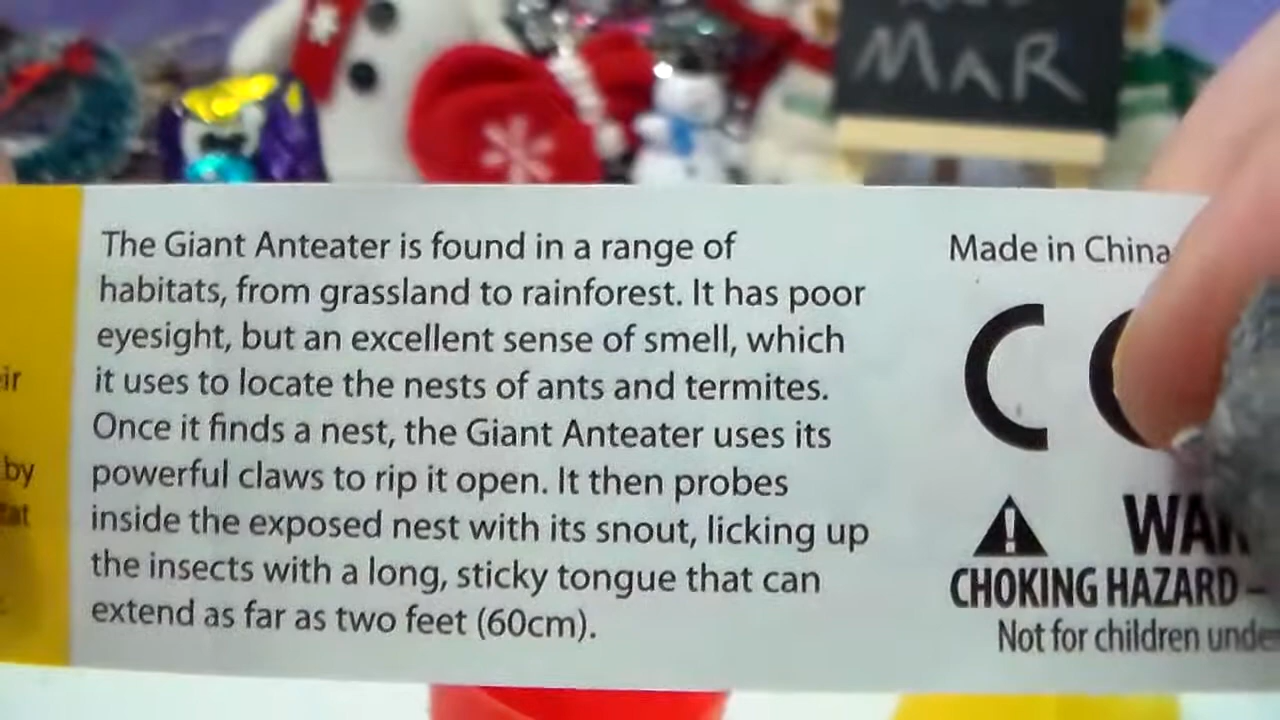 MAR
eir
by
tat
The Giant Anteater is found in a range of
habitats, from grassland to rainforest. It has poor
eyesight, but an excellent sense of smell, which
it uses to locate the nests of ants and termites.
Once it finds a nest, the Giant Anteater uses its
powerful claws to rip it open. It then probes
inside the exposed nest with its snout, licking up
the insects with a long, sticky tongue that can
extend as far as two feet (60cm).
Made in China
CE
CHOKING HAZARD –
Not for children